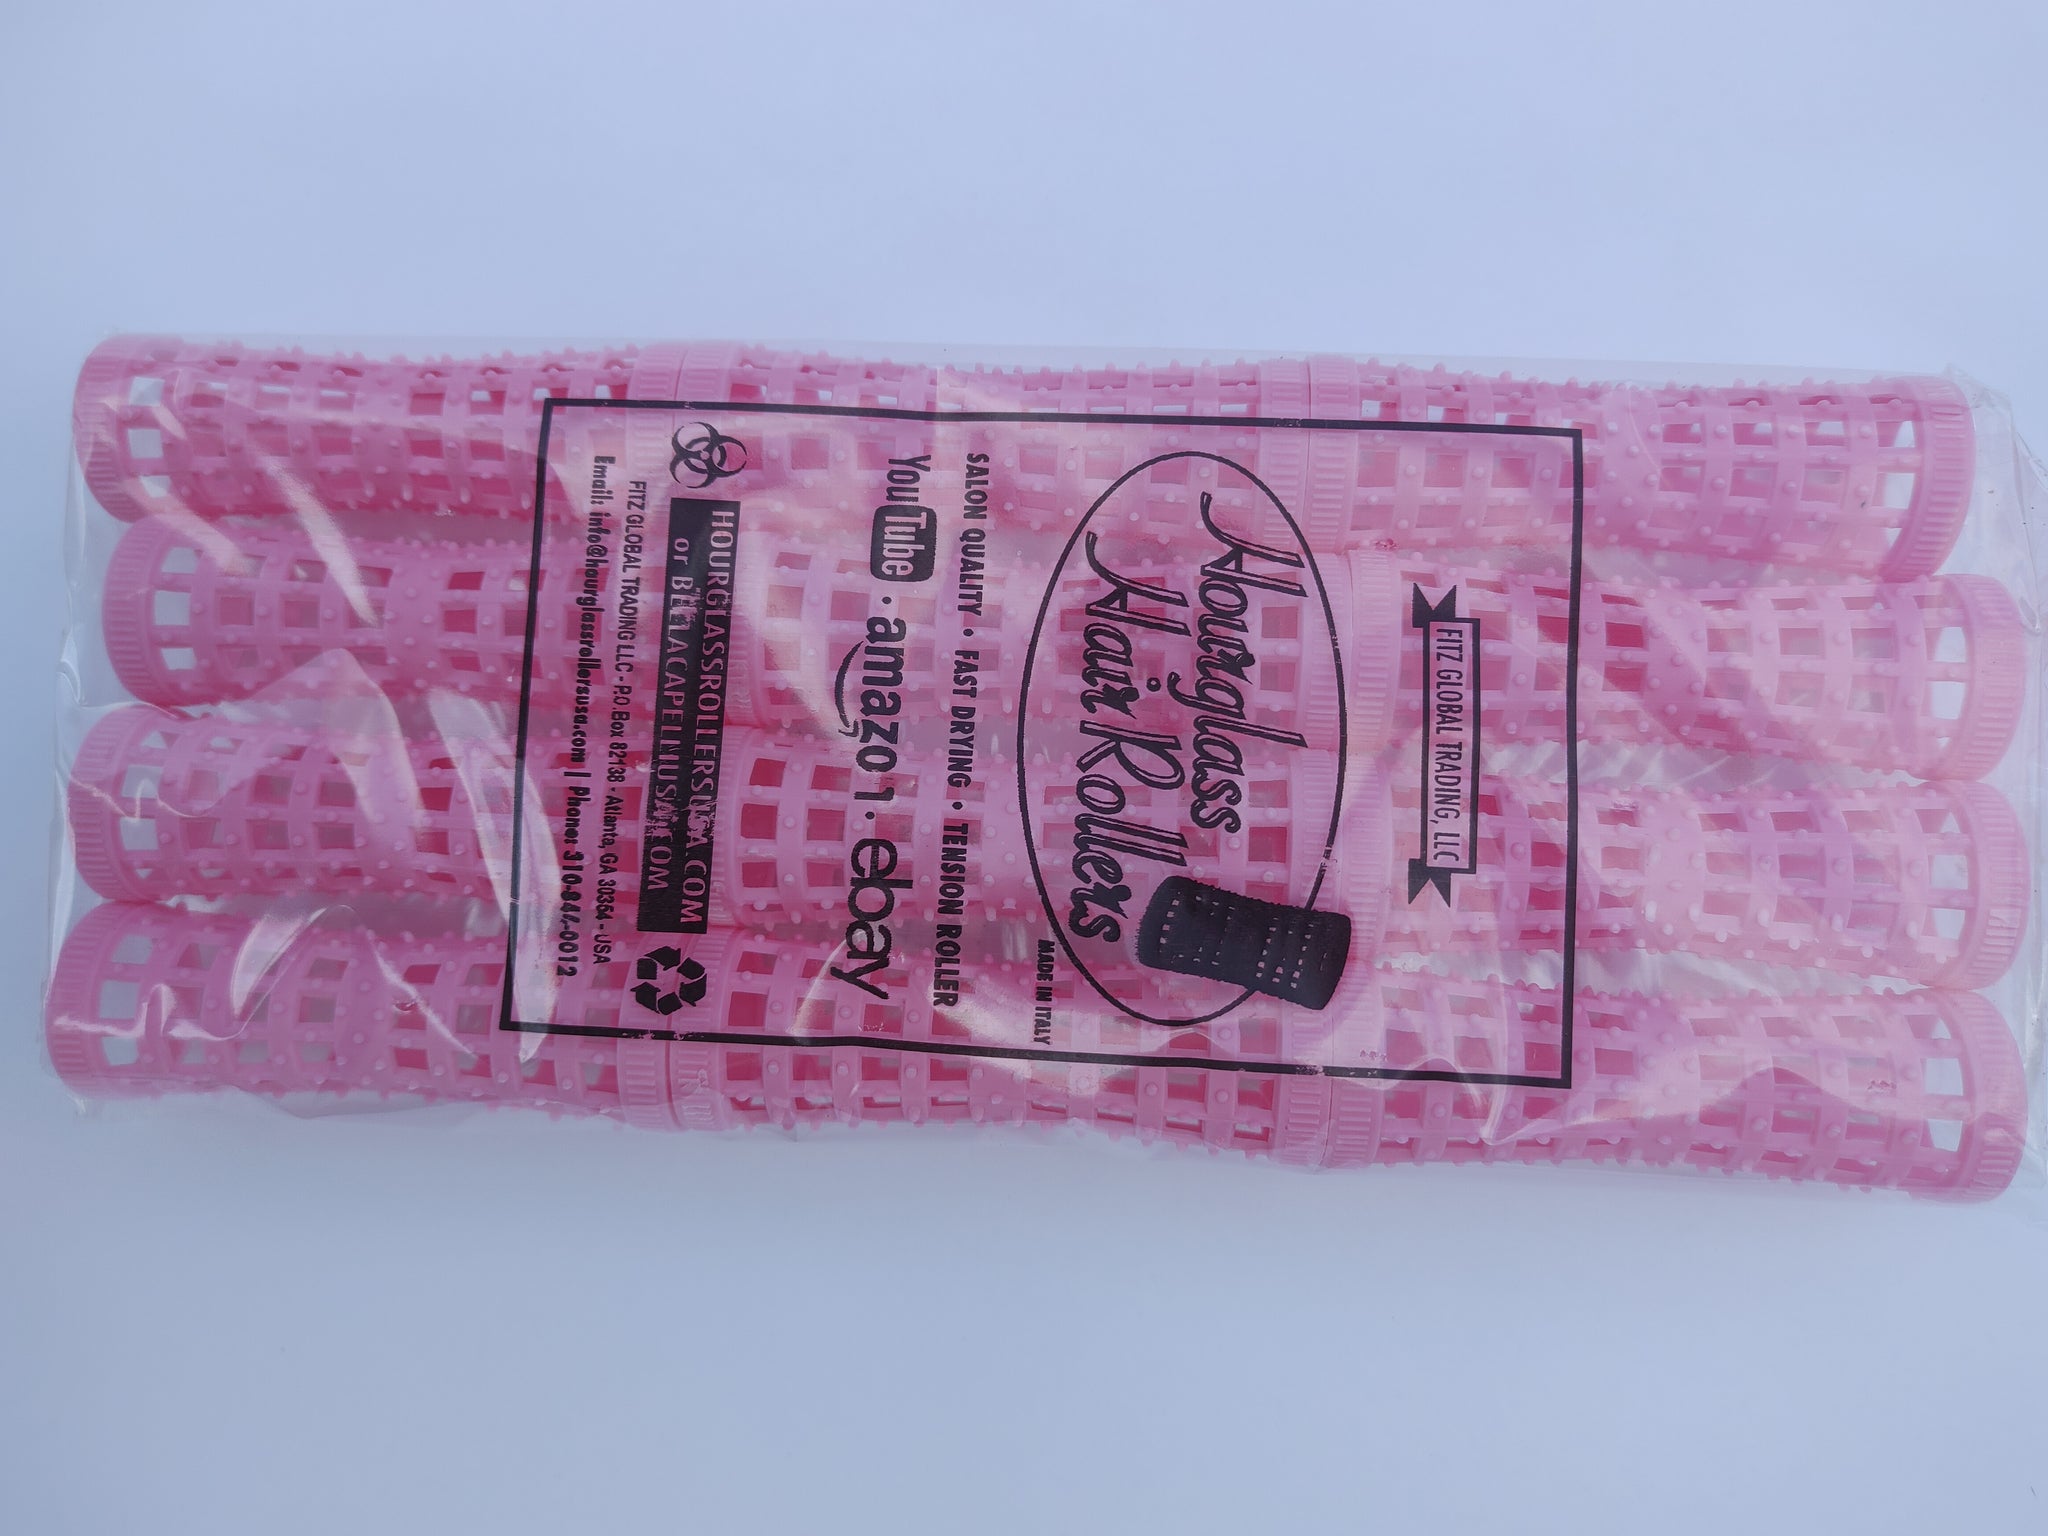 FITZ GLOBAL TRADING, LLC
Hourglass
Hair Rollers
MADE IN ITALY
SALON QUALITY • FAST DRYING • TENSION ROLLER
YouTube • amazon • ebay
HOURGLASSROLLERSUSA.COM
or BELLACAPELLIUSA.COM
FITZ GLOBAL TRADING LLC - P.O. Box 82138 - Atlanta, GA 30354 - USA
Email: info@hourglassrollersusa.com | Phone: 310-844-0012